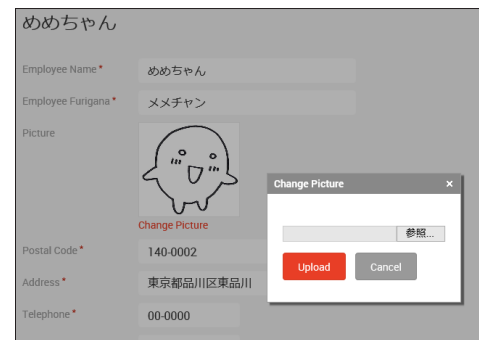 めめちゃん
Employee Name * めめちゃん
Employee Furigana * メメチャン
Picture
Change Picture ×
Change Picture
参照...
Upload Cancel
Postal Code * 140-0002
Address * 東京都品川区東品川
Telephone * 00-0000